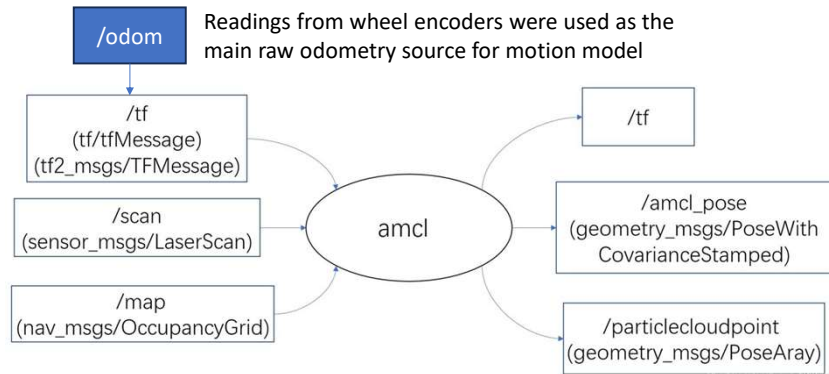 /odom
Readings from wheel encoders were used as the
main raw odometry source for motion model
/tf
(tf/tfMessage)
(tf2_msgs/TFMessage)
/scan
(sensor_msgs/LaserScan)
/map
(nav_msgs/OccupancyGrid)
amcl
/tf
/amcl_pose
(geometry_msgs/PoseWith
CovarianceStamped)
/particlecloudpoint
(geometry_msgs/PoseAray)